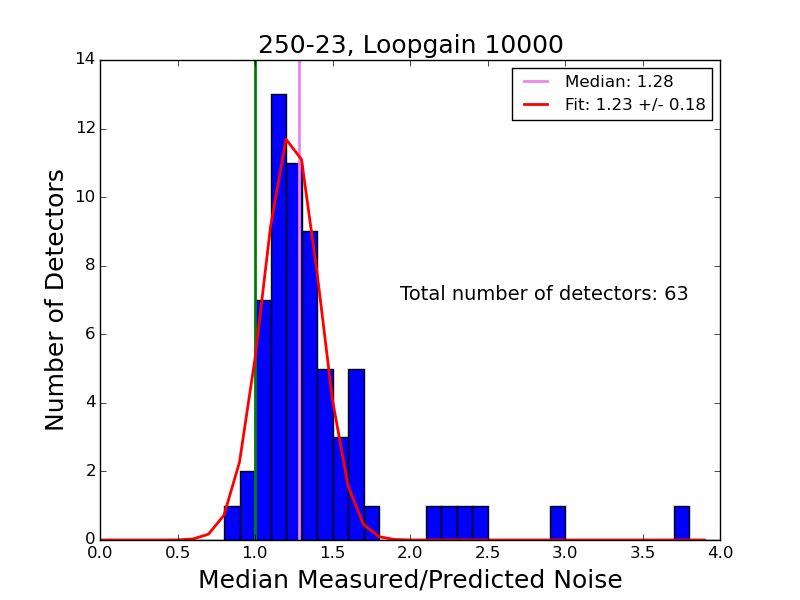 250-23, Loopgain 10000
14
12
10
8
6
4
2
0
Number of Detectors
Median: 1.28
Fit: 1.23 +/- 0.18
Total number of detectors: 63
0.0 0.5 1.0 1.5 2.0 2.5 3.0 3.5 4.0
Median Measured/Predicted Noise